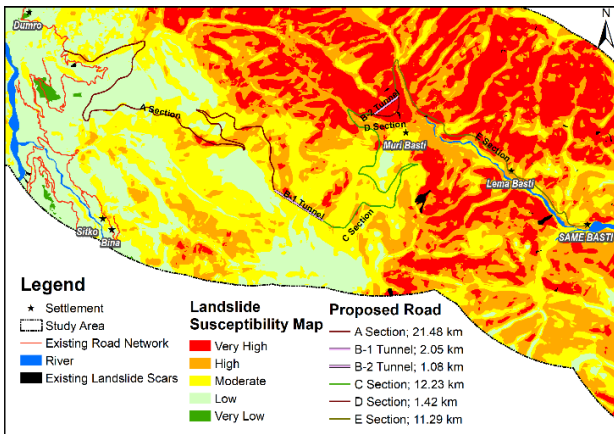 Dumro
N
A Section
B-2 Tunnel
D Section
Muri Basti
E Section
Lema Basti
B-1 Tunnel
C Section
SAME BASTI
Sitko
Bina
Legend
Settlement
Study Area
Existing Road Network
River
Existing Landslide Scars
Landslide
Susceptibility Map
Very High
High
Moderate
Low
Very Low
Proposed Road
A Section; 21.48 km
B-1 Tunnel; 2.05 km
B-2 Tunnel; 1.08 km
C Section; 12.23 km
D Section; 1.42 km
E Section; 11.29 km